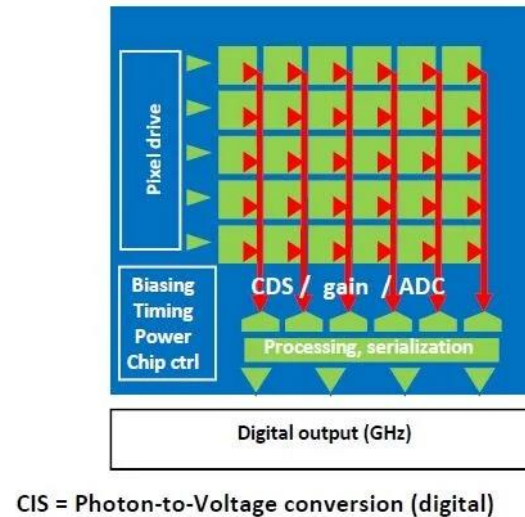 Pixel drive
Biasing
Timing
Power
Chip ctrl
CDS / gain / ADC
Processing, serialization
Digital output (GHz)
CIS = Photon-to-Voltage conversion (digital)